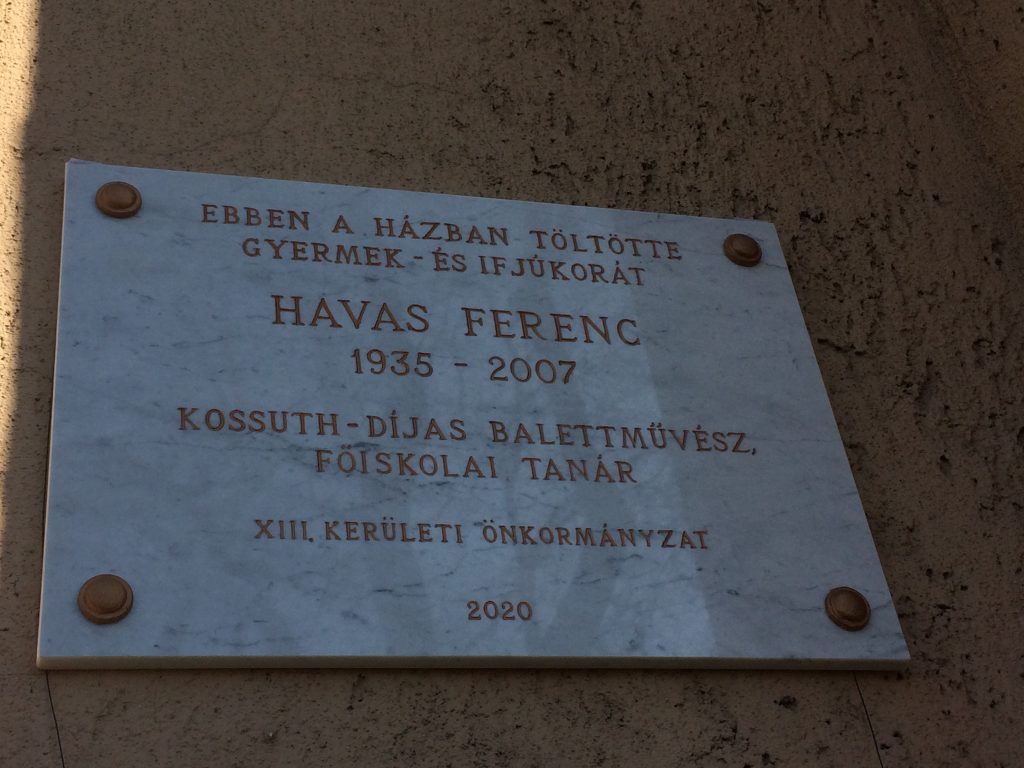 EBBEN A HÁZBAN TÖLTÖTTE
GYERMEK - ÉS IFJÚKORÁT
HAVAS FERENC
1935 - 2007
KOSSUTH-DÍJAS BALETTMŰVÉSZ,
FŐISKOLAI TANÁR
XIII. KERÜLETI ÖNKORMÁNYZAT
2020